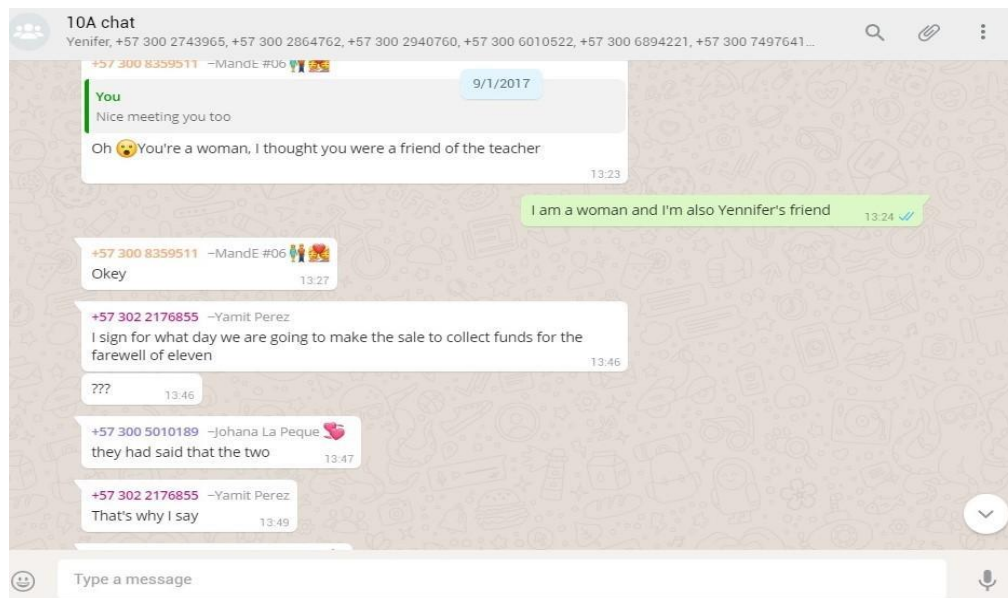 10A chat
Yenifer, +57 300 2743965, +57 300 2864762, +57 300 2940760, +57 300 6010522, +57 300 6894221, +57 300 7497641...
+57 300 8359511 ~MandE #06
9/1/2017
You
Nice meeting you too
Oh 😮You're a woman, I thought you were a friend of the teacher
13:23
I am a woman and I'm also Yennifer's friend 13:24
+57 300 8359511 ~MandE #06
Okey
13:27
+57 302 2176855 ~Yamit Perez
I sign for what day we are going to make the sale to collect funds for the
farewell of eleven
13:46
???
13:46
+57 300 5010189 ~Johana La Peque
they had said that the two
13:47
+57 302 2176855 ~Yamit Perez
That's why I say
13:49
Type a message